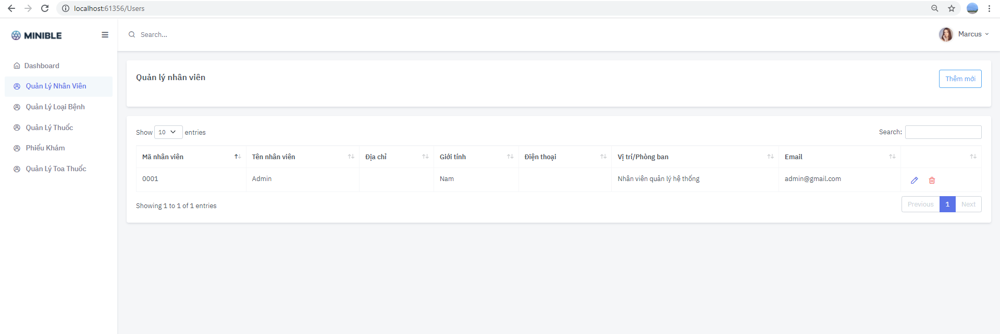 localhost:61356/Users
MINIBLE
Search...
Marcus
Dashboard
Quản Lý Nhân Viên
Quản Lý Loại Bệnh
Quản Lý Thuốc
Phiếu Khám
Quản Lý Toa Thuốc
Quản lý nhân viên
Thêm mới
Show 10 entries
Search:
Mã nhân viên Tên nhân viên Địa chỉ Giới tính Điện thoại Vị trí/Phòng ban Email
0001 Admin Nam Nhân viên quản lý hệ thống admin@gmail.com
Showing 1 to 1 of 1 entries
Previous 1 Next